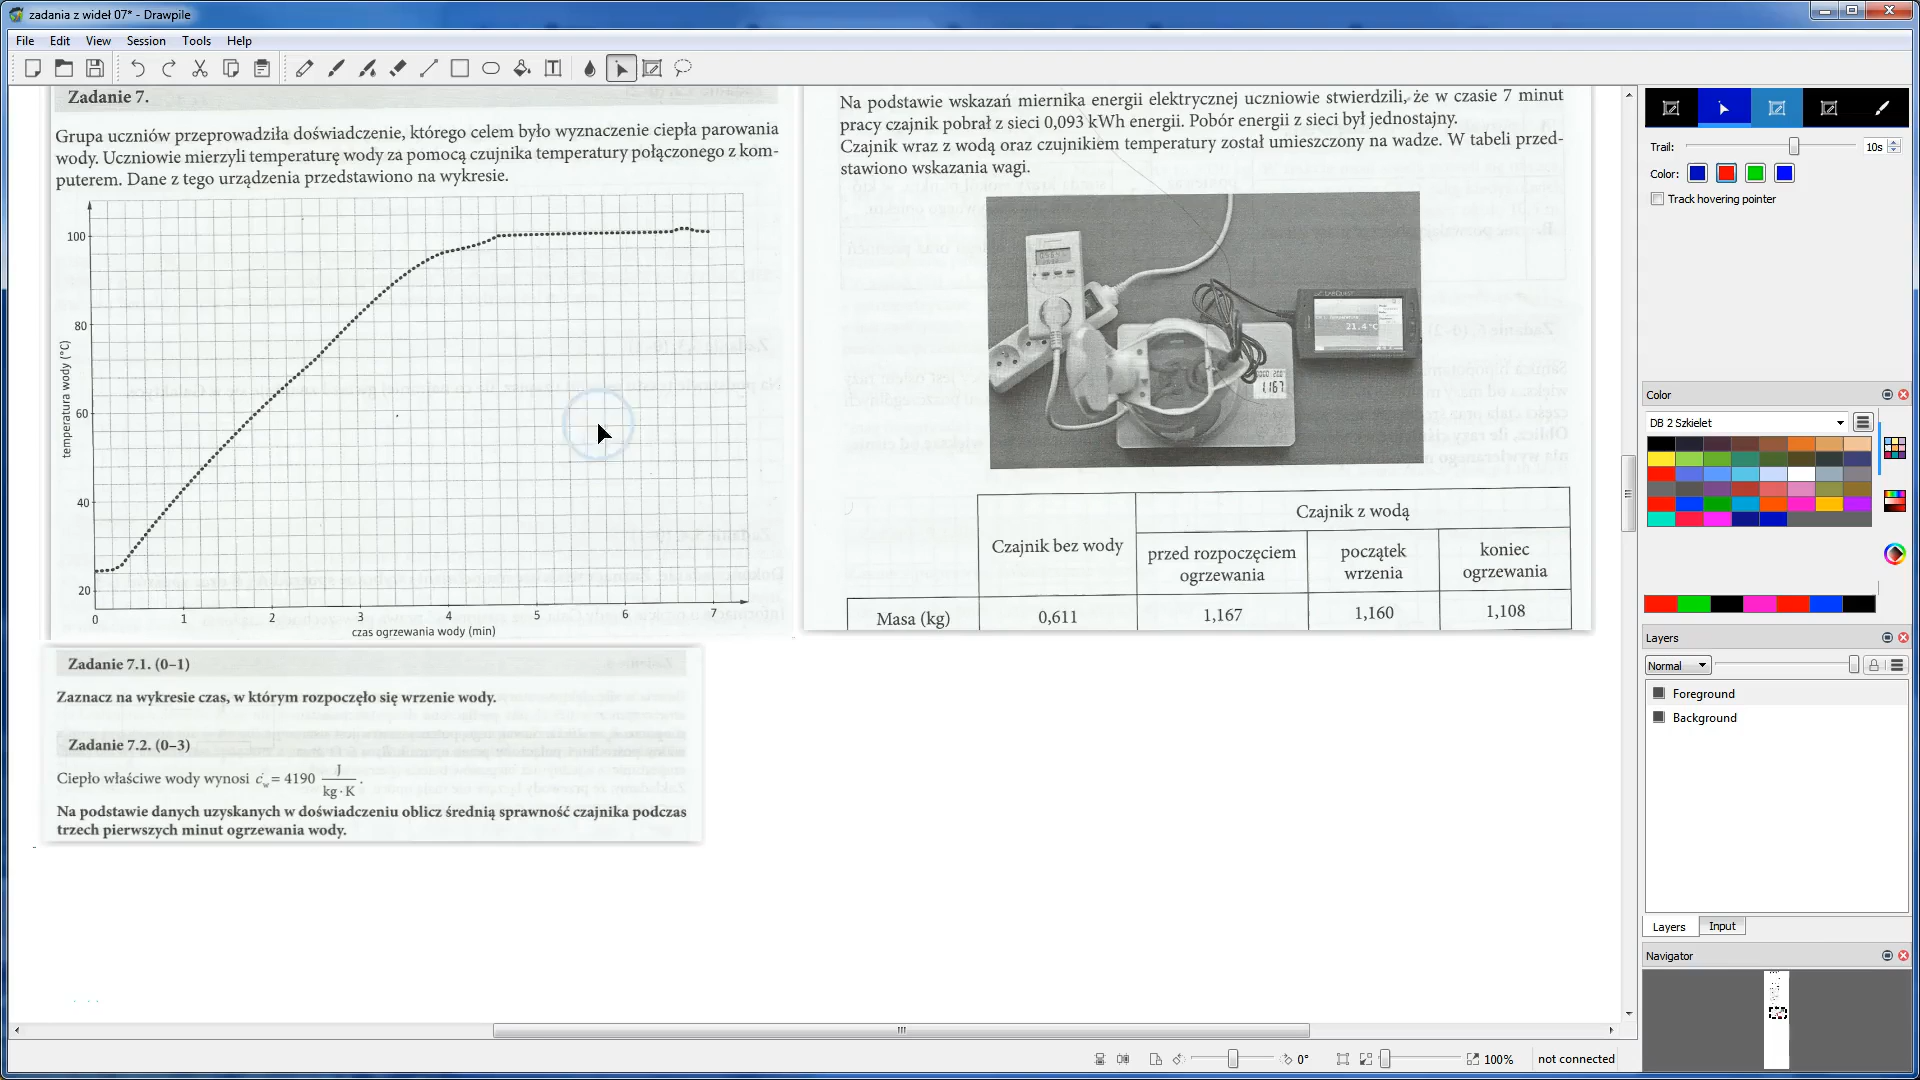 zadania z wideł 07* - Drawpile
File Edit View Session Tools Help
Zadanie 7.
Grupa uczniów przeprowadziła doświadczenie, którego celem było wyznaczenie ciepła parowania
wody. Uczniowie mierzyli temperaturę wody za pomocą czujnika temperatury połączonego z kom-
puterem. Dane z tego urządzenia przedstawiono na wykresie.
temperatura wody (°C)
100
80
60
40
20
0 1 2 3 4 5 6 7
czas ogrzewania wody (min)
Zadanie 7.1. (0–1)
Zaznacz na wykresie czas, w którym rozpoczęło się wrzenie wody.
Zadanie 7.2. (0–3)
Ciepło właściwe wody wynosi c_w = 4190 J/kg·K.
Na podstawie danych uzyskanych w doświadczeniu oblicz średnią sprawność czajnika podczas
trzech pierwszych minut ogrzewania wody.
Na podstawie wskazań miernika energii elektrycznej uczniowie stwierdzili, że w czasie 7 minut
pracy czajnik pobrał z sieci 0,093 kWh energii. Pobór energii z sieci był jednostajny.
Czajnik wraz z wodą oraz czujnikiem temperatury został umieszczony na wadze. W tabeli przed-
stawiono wskazania wagi.
21.4 °C
1.167
Czajnik bez wody
Czajnik z wodą
przed rozpoczęciem
ogrzewania
początek
wrzenia
koniec
ogrzewania
Masa (kg) 0,611 1,167 1,160 1,108
Trail: 10s
Color:
Track hovering pointer
Color
DB 2 Szkielet
Layers
Normal
Foreground
Background
Layers Input
Navigator
0° 100% not connected